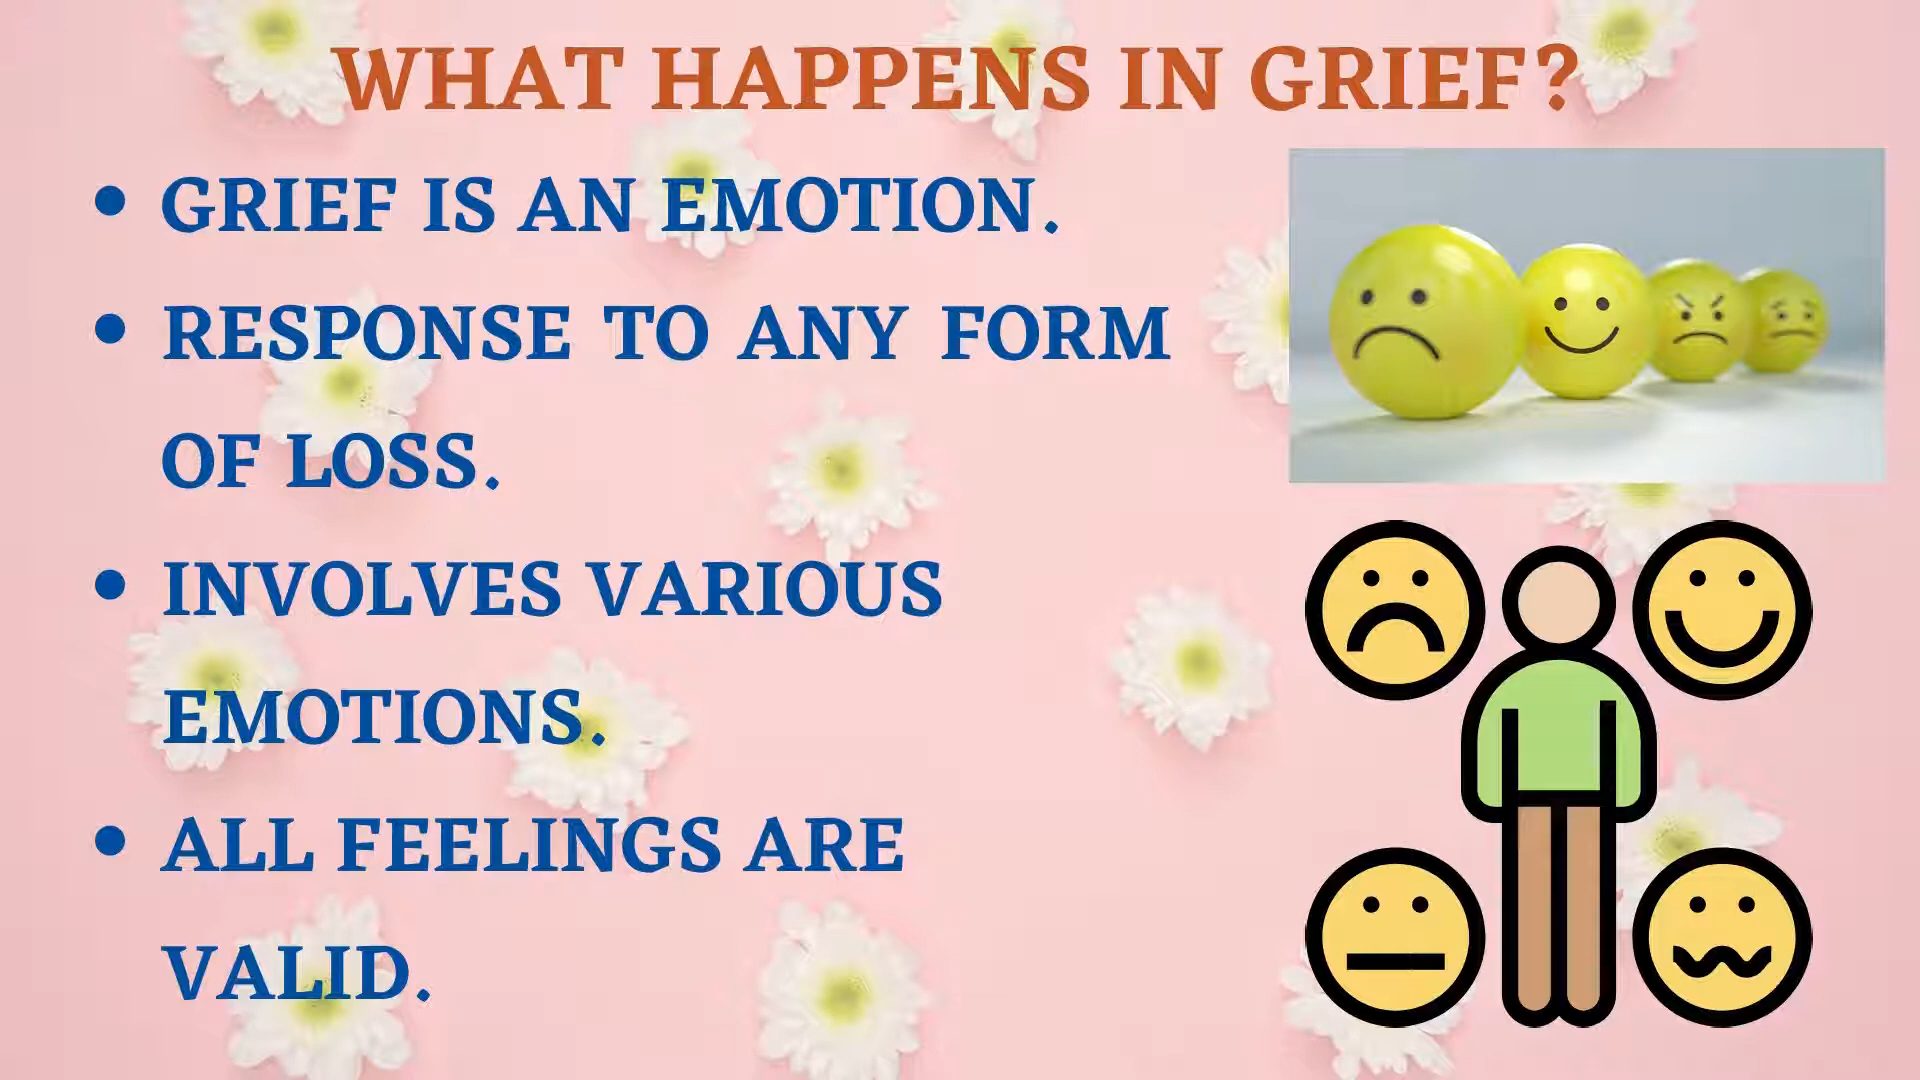 WHAT HAPPENS IN GRIEF?
• GRIEF IS AN EMOTION.
• RESPONSE TO ANY FORM
OF LOSS.
• INVOLVES VARIOUS
EMOTIONS.
• ALL FEELINGS ARE
VALID.